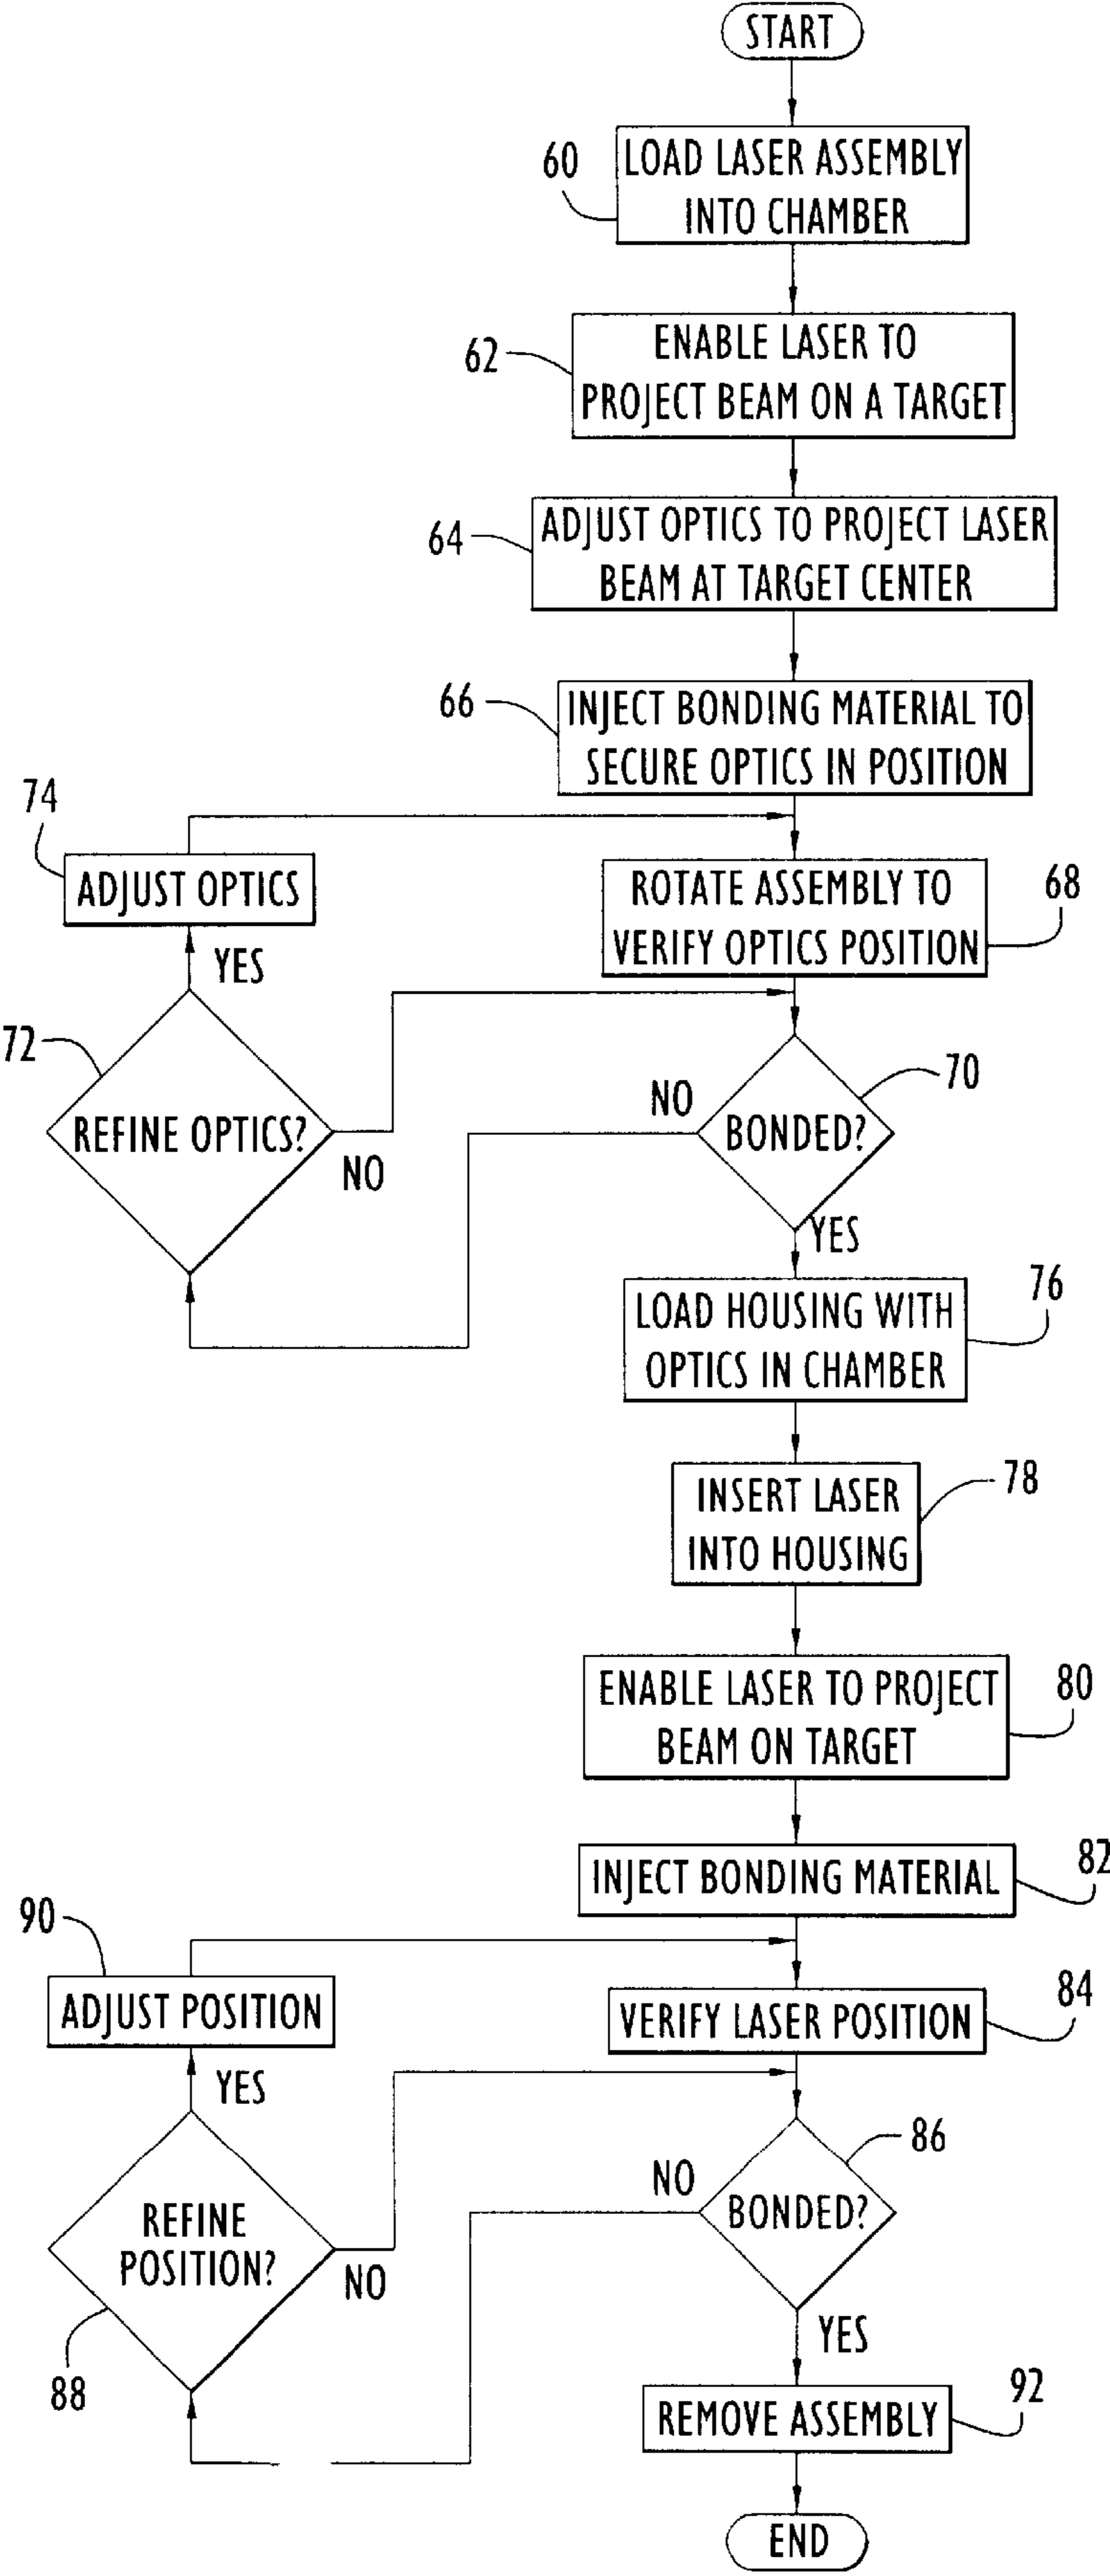 START
60
LOAD LASER ASSEMBLY
INTO CHAMBER
62
ENABLE LASER TO
PROJECT BEAM ON A TARGET
64
ADJUST OPTICS TO PROJECT LASER
BEAM AT TARGET CENTER
66
INJECT BONDING MATERIAL TO
SECURE OPTICS IN POSITION
74
ADJUST OPTICS
ROTATE ASSEMBLY TO
VERIFY OPTICS POSITION
68
YES
72
REFINE OPTICS?
NO
NO
BONDED?
70
YES
LOAD HOUSING WITH
OPTICS IN CHAMBER
76
INSERT LASER
INTO HOUSING
78
ENABLE LASER TO PROJECT
BEAM ON TARGET
80
INJECT BONDING MATERIAL
82
90
ADJUST POSITION
VERIFY LASER POSITION
84
YES
REFINE
POSITION?
NO
88
NO
BONDED?
86
YES
REMOVE ASSEMBLY
92
END